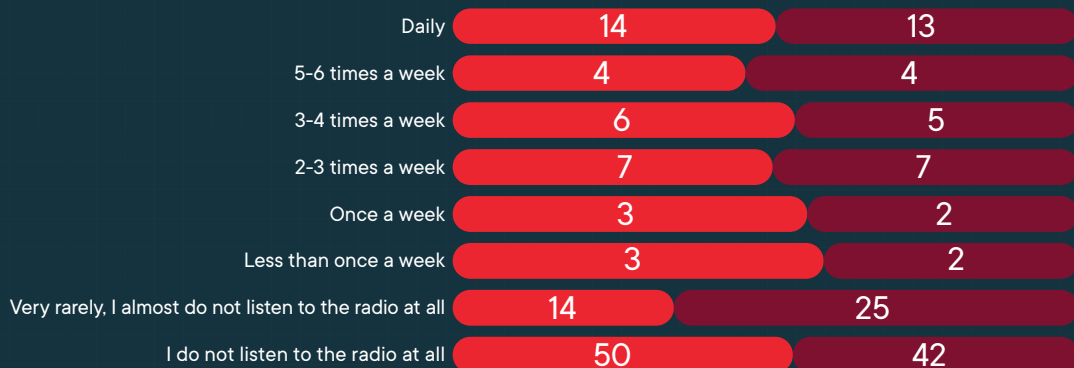 Daily 14 13
5-6 times a week 4 4
3-4 times a week 6 5
2-3 times a week 7 7
Once a week 3 2
Less than once a week 3 2
Very rarely, I almost do not listen to the radio at all 14 25
I do not listen to the radio at all 50 42